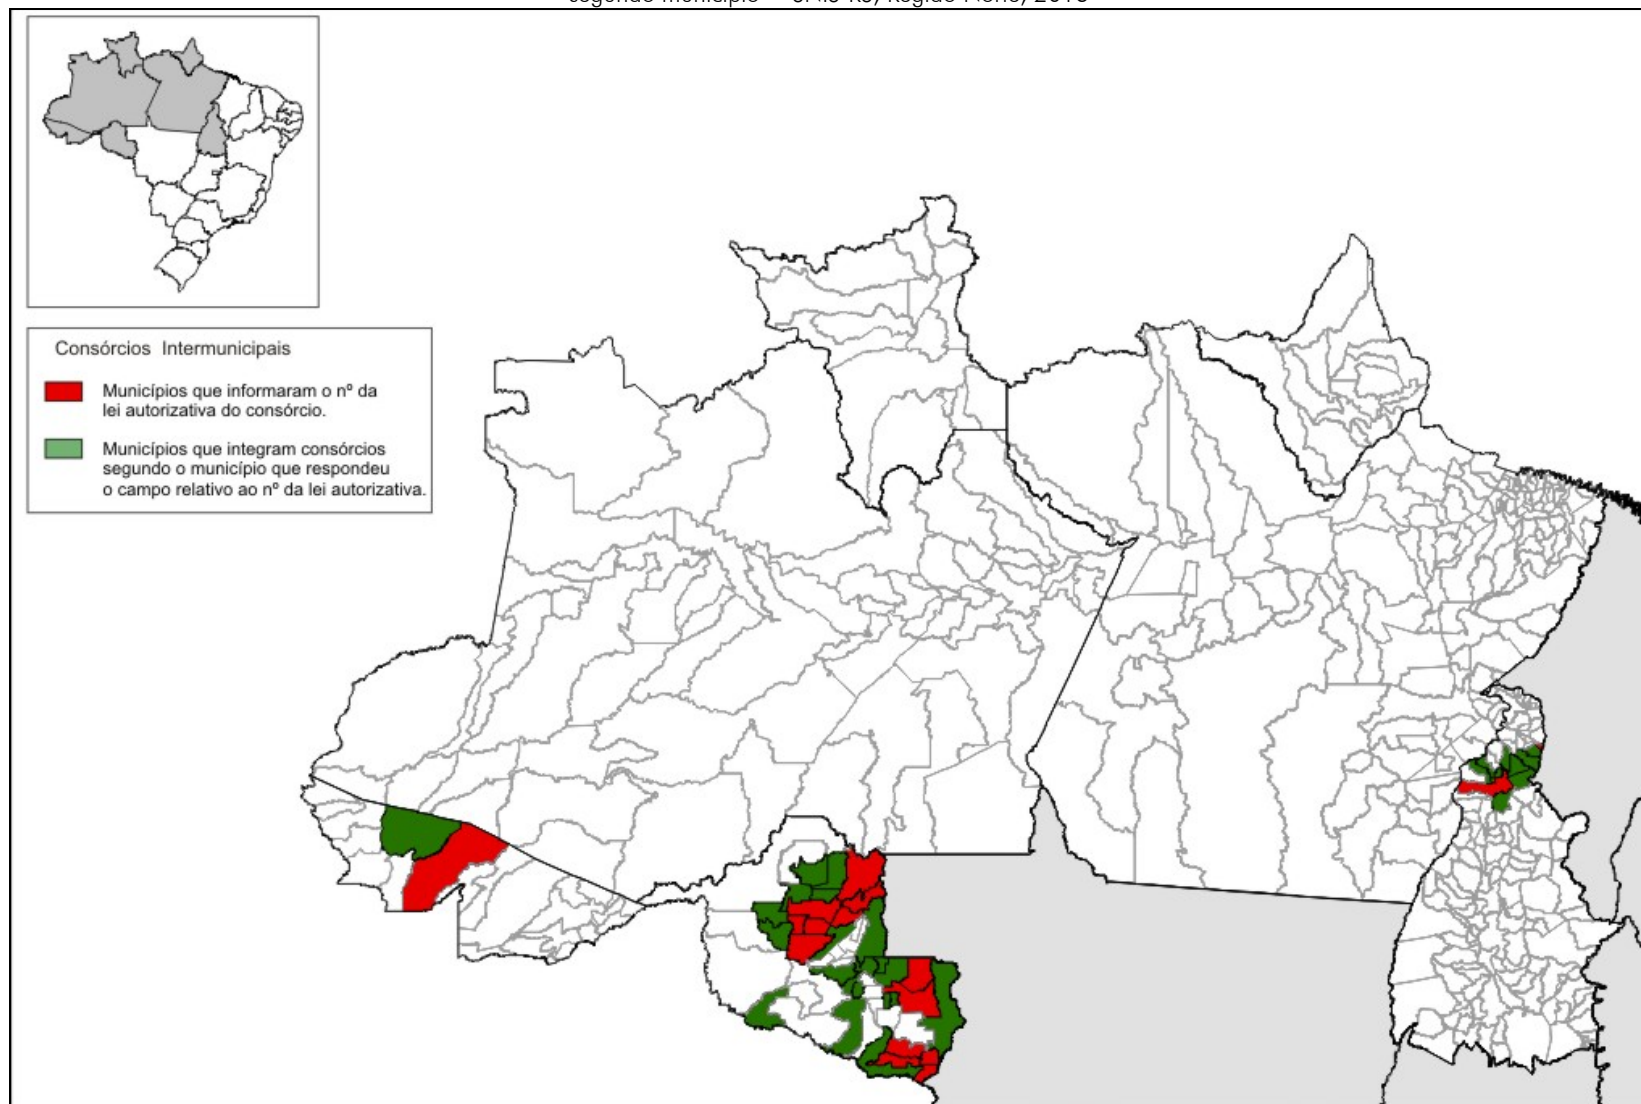 Consórcios Intermunicipais
Municípios que informaram o nº da
lei autorizativa do consórcio.
Municípios que integram consórcios
segundo o município que respondeu
o campo relativo ao nº da lei autorizativa.